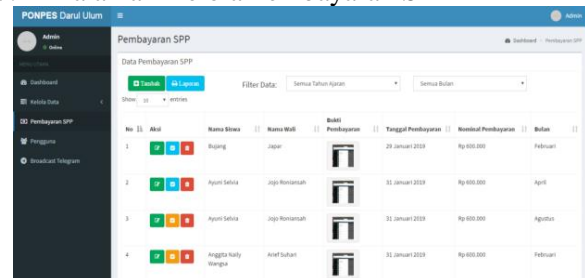 PONPES Darul Ulum
Admin
Admin
Online
Pembayaran SPP
Dashboard
Pembayaran SPP
MENU UTAMA
Data Pembayaran SPP
Dashboard
Tambah
Laporan
Filter Data:
Semua Tahun Ajaran
Semua Bulan
Kelola Data
Show 10 entries
Pembayaran SPP
Pengguna
Broadcast Telegram
No Aksi Nama Siswa Nama Wali Bukti Pembayaran Tanggal Pembayaran Nominal Pembayaran Bulan
1 Bujang Japar 29 Januari 2019 Rp 600.000 Februari
2 Ayuni Selvia Jojo Roniansah 31 Januari 2019 Rp 600.000 April
3 Ayuni Selvia Jojo Roniansah 31 Januari 2019 Rp 600.000 Agustus
4 Anggita Naily Wangsa Arief Suhari 31 Januari 2019 Rp 600.000 Februari